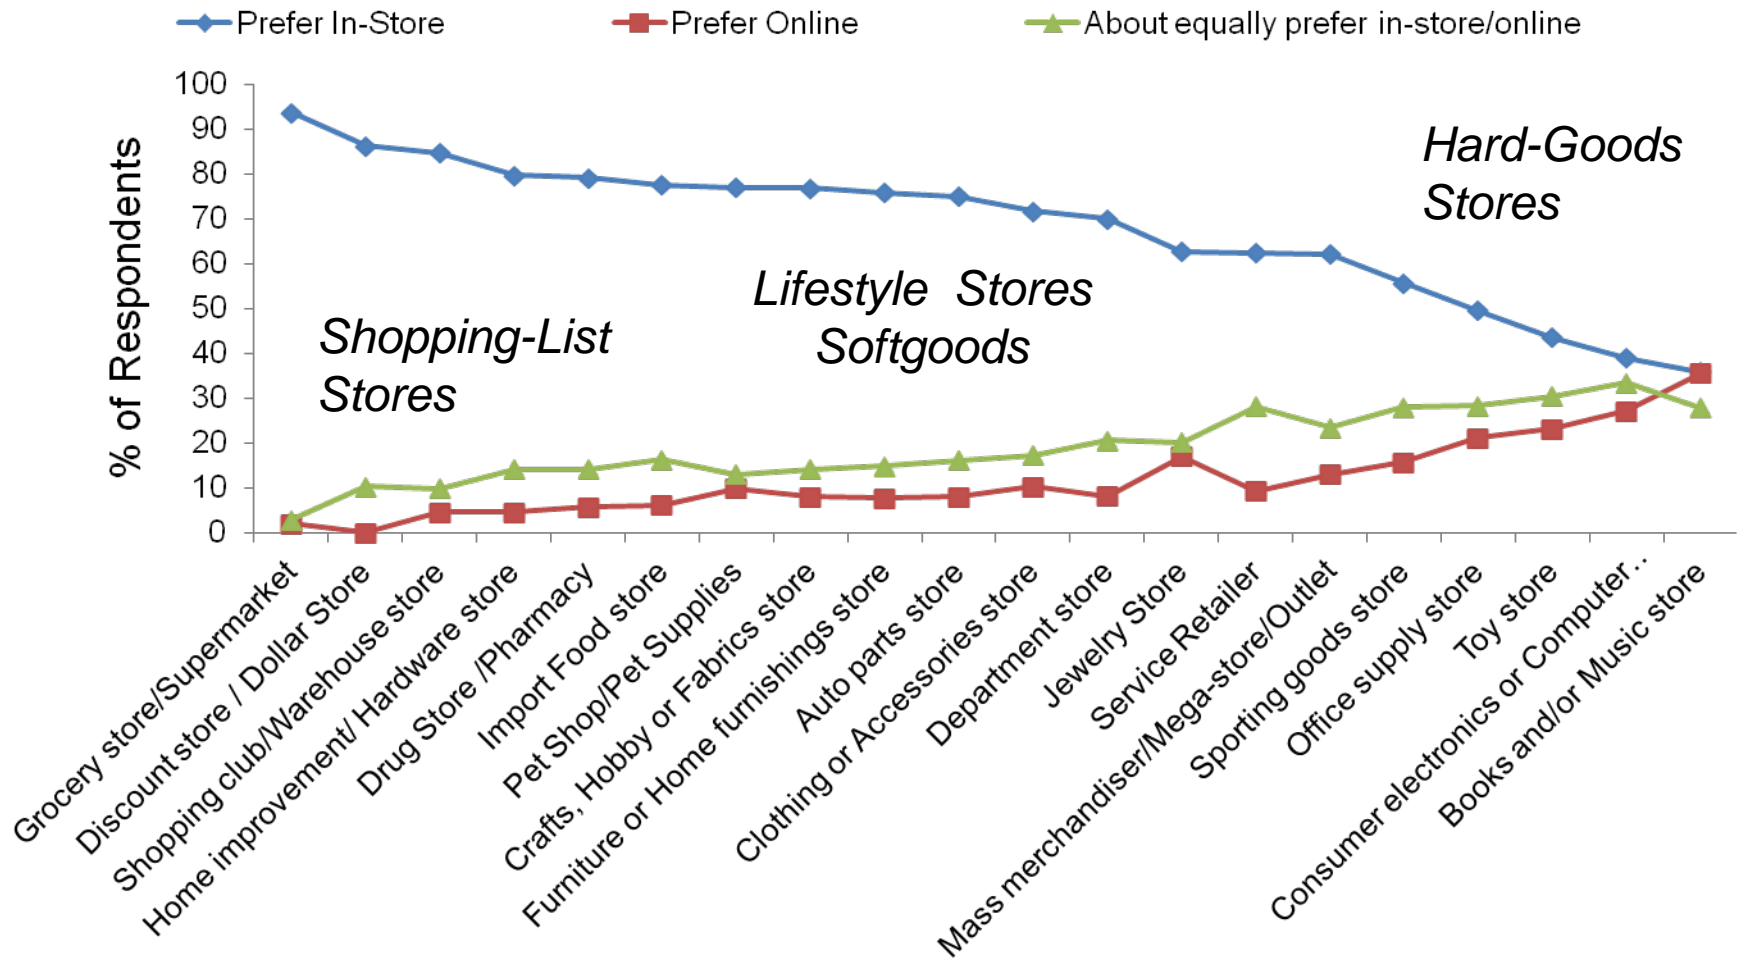 Prefer In-Store
Prefer Online
About equally prefer in-store/online
% of Respondents
100
90
80
70
60
50
40
30
20
10
0
Shopping-List
Stores
Lifestyle Stores
Softgoods
Hard-Goods
Stores
Grocery store/Supermarket
Discount store / Dollar Store
Shopping club/Warehouse store
Home improvement/ Hardware store
Drug Store /Pharmacy
Import Food store
Pet Shop/Pet Supplies
Crafts, Hobby or Fabrics store
Furniture or Home furnishings store
Auto parts store
Clothing or Accessories store
Department store
Jewelry Store
Service Retailer
Mass merchandiser/Mega-store/Outlet
Sporting goods store
Office supply store
Toy store
Consumer electronics or Computer..
Books and/or Music store